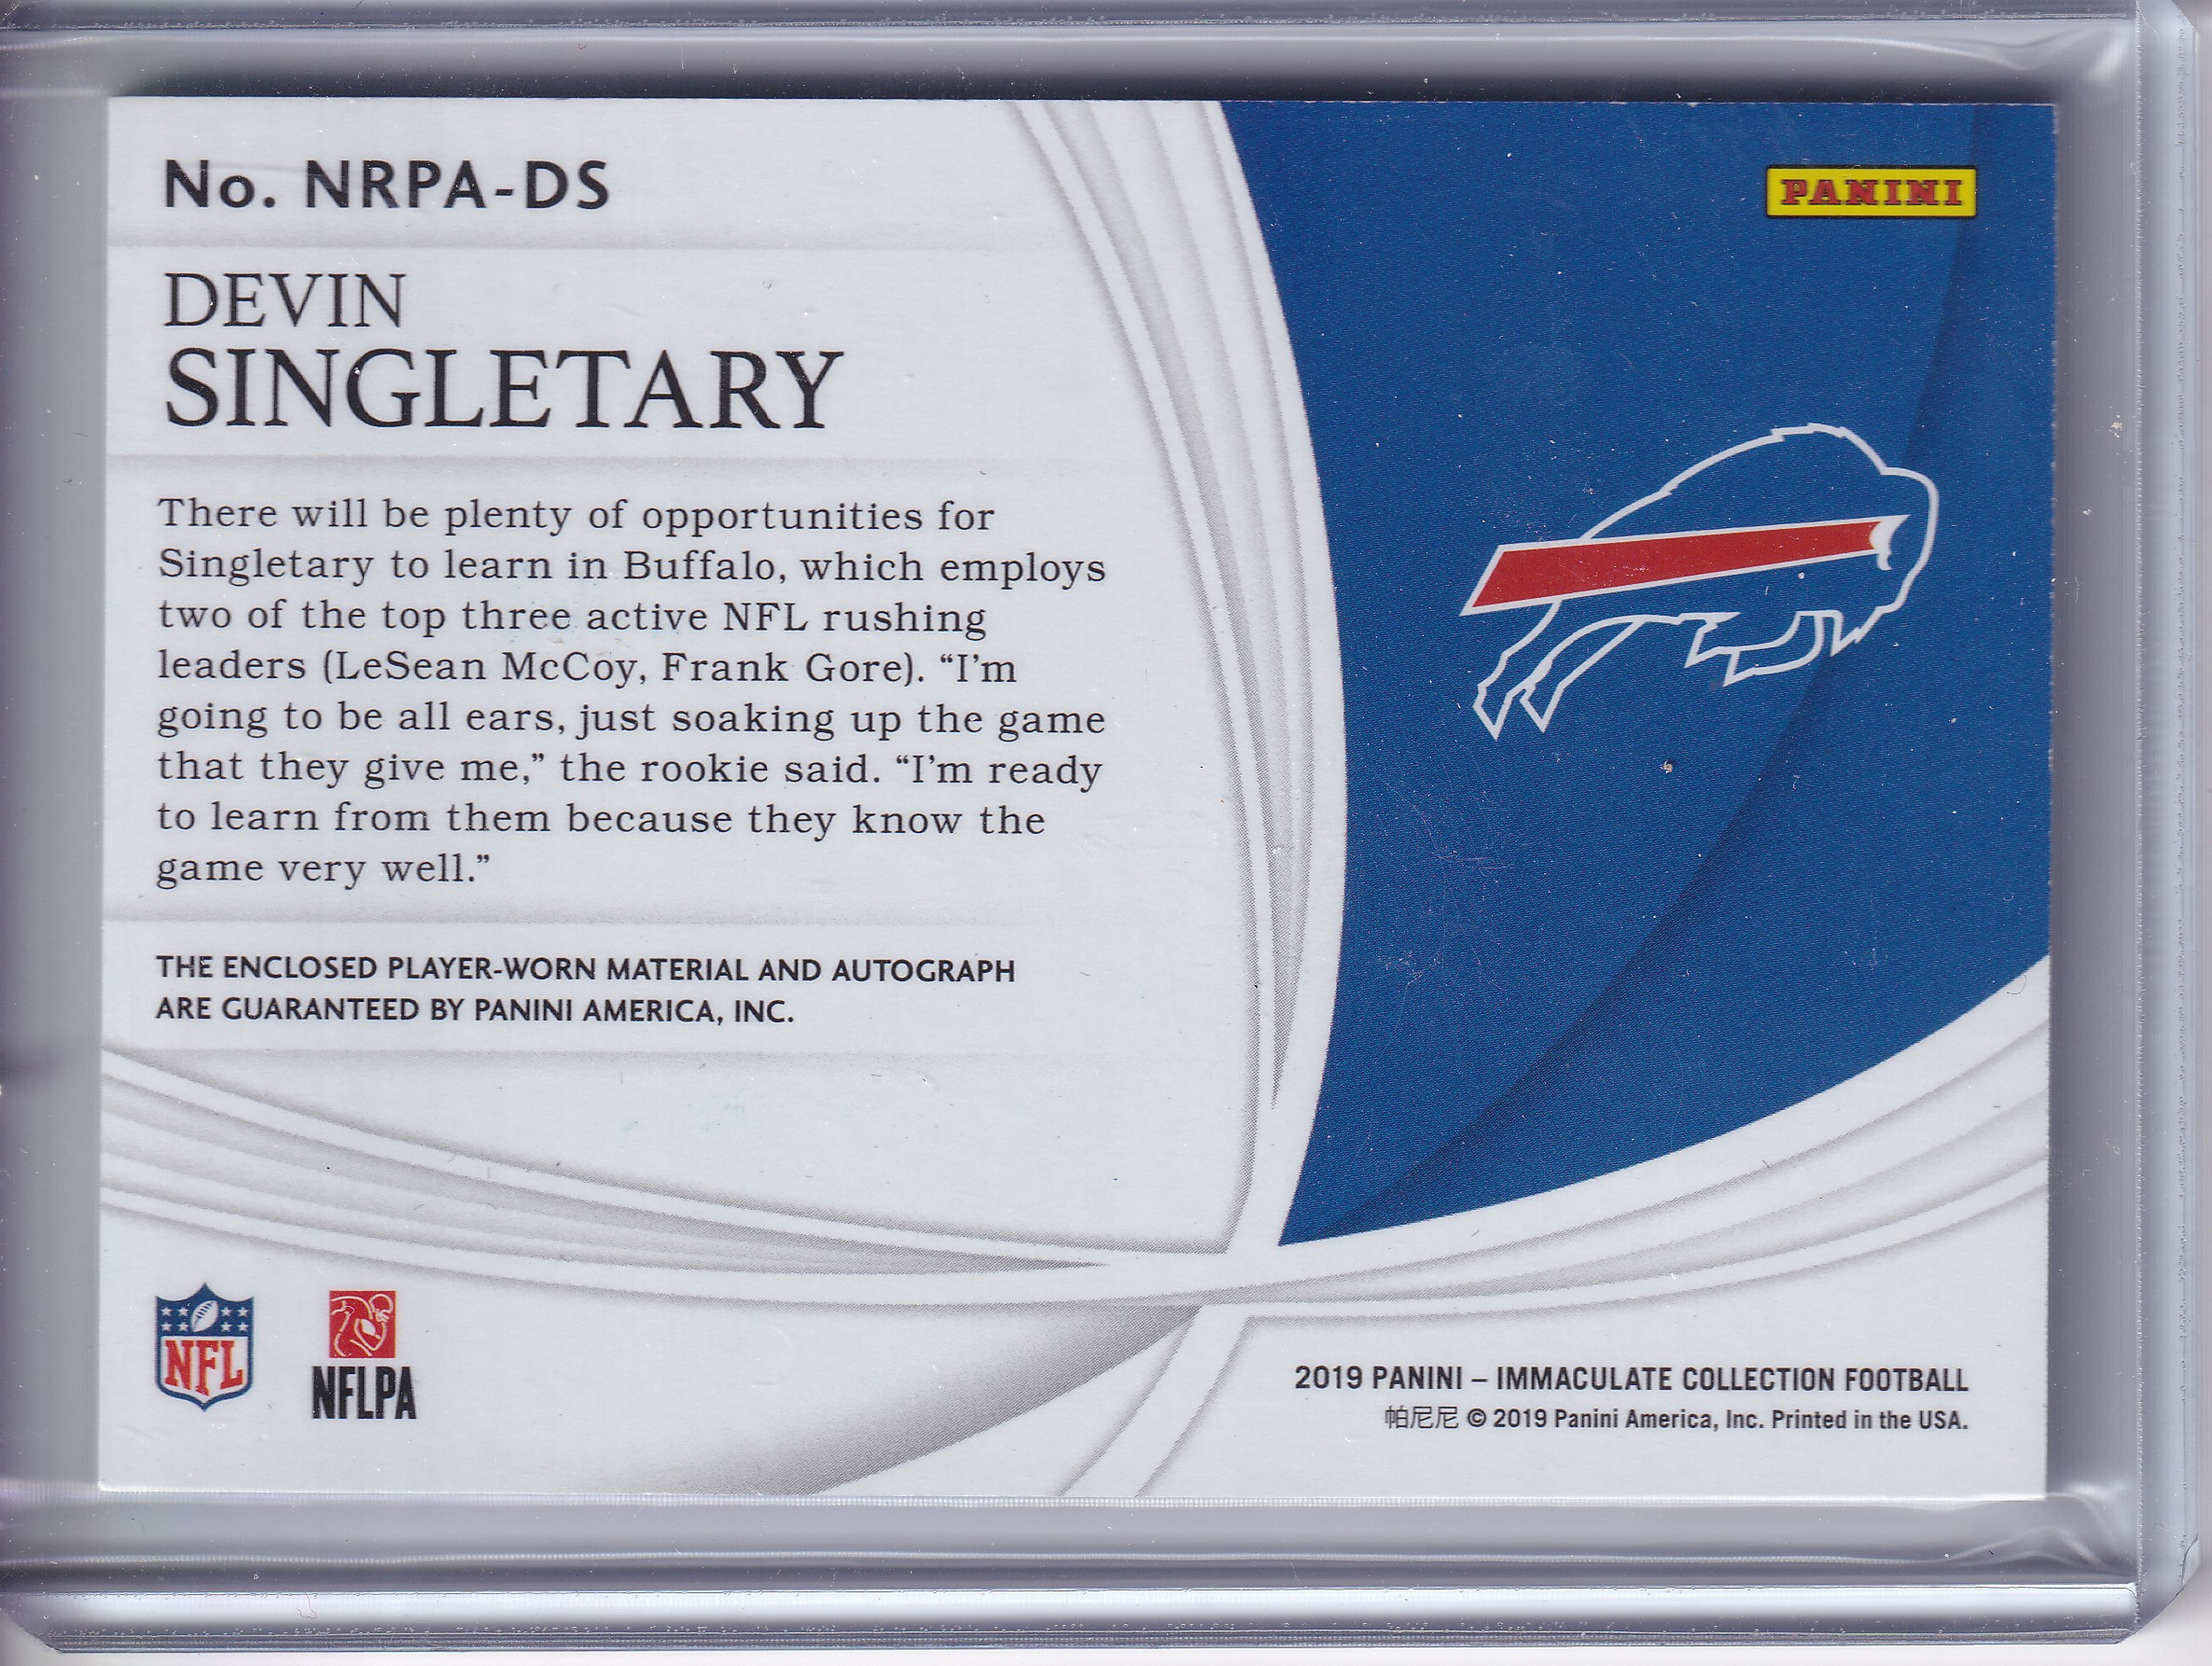 No. NRPA-DS
PANINI
DEVIN
SINGLETARY
There will be plenty of opportunities for
Singletary to learn in Buffalo, which employs
two of the top three active NFL rushing
leaders (LeSean McCoy, Frank Gore). “I’m
going to be all ears, just soaking up the game
that they give me,” the rookie said. “I’m ready
to learn from them because they know the
game very well.”
THE ENCLOSED PLAYER-WORN MATERIAL AND AUTOGRAPH
ARE GUARANTEED BY PANINI AMERICA, INC.
NFL
NFLPA
2019 PANINI – IMMACULATE COLLECTION FOOTBALL
帕尼尼 © 2019 Panini America, Inc. Printed in the USA.